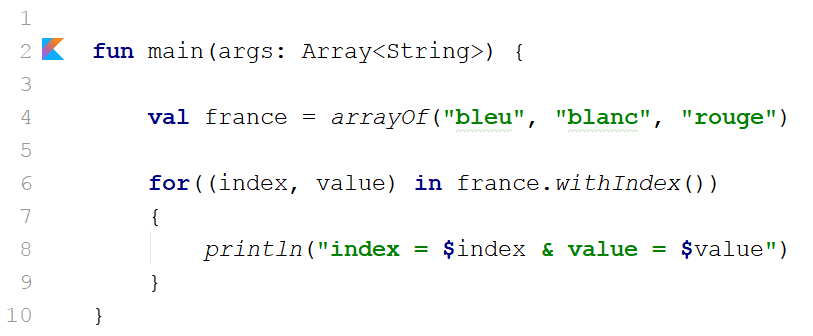 1
2 fun main(args: Array<String>) {
3
4 val france = arrayOf("bleu", "blanc", "rouge")
5
6 for((index, value) in france.withIndex())
7 {
8 println("index = $index & value = $value")
9 }
10 }